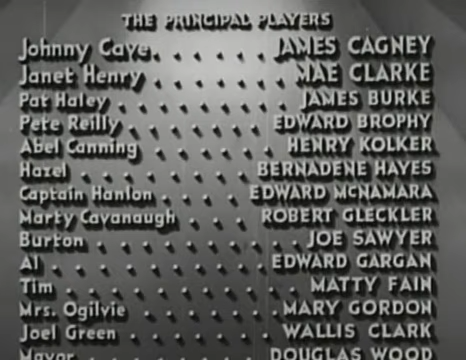 THE PRINCIPAL PLAYERS
Johnny Cave. . . . . . JAMES CAGNEY
Janet Henry . . . . . . MAE CLARKE
Pat Haley . . . . . . . . JAMES BURKE
Pete Reilly . . . . . . EDWARD BROPHY
Abel Canning . . . . . . HENRY KOLKER
Hazel . . . . . . . . BERNADENE HAYES
Captain Hanlon . . . . EDWARD McNAMARA
Marty Cavanaugh . . . ROBERT GLECKLER
Burton . . . . . . . . . JOE SAWYER
Al . . . . . . . . . EDWARD GARGAN
Tim . . . . . . . . . . MATTY FAIN
Mrs. Ogilvie . . . . . . MARY GORDON
Joel Green . . . . . . WALLIS CLARK
Mayor . . . . . . . DOUGLAS WOOD